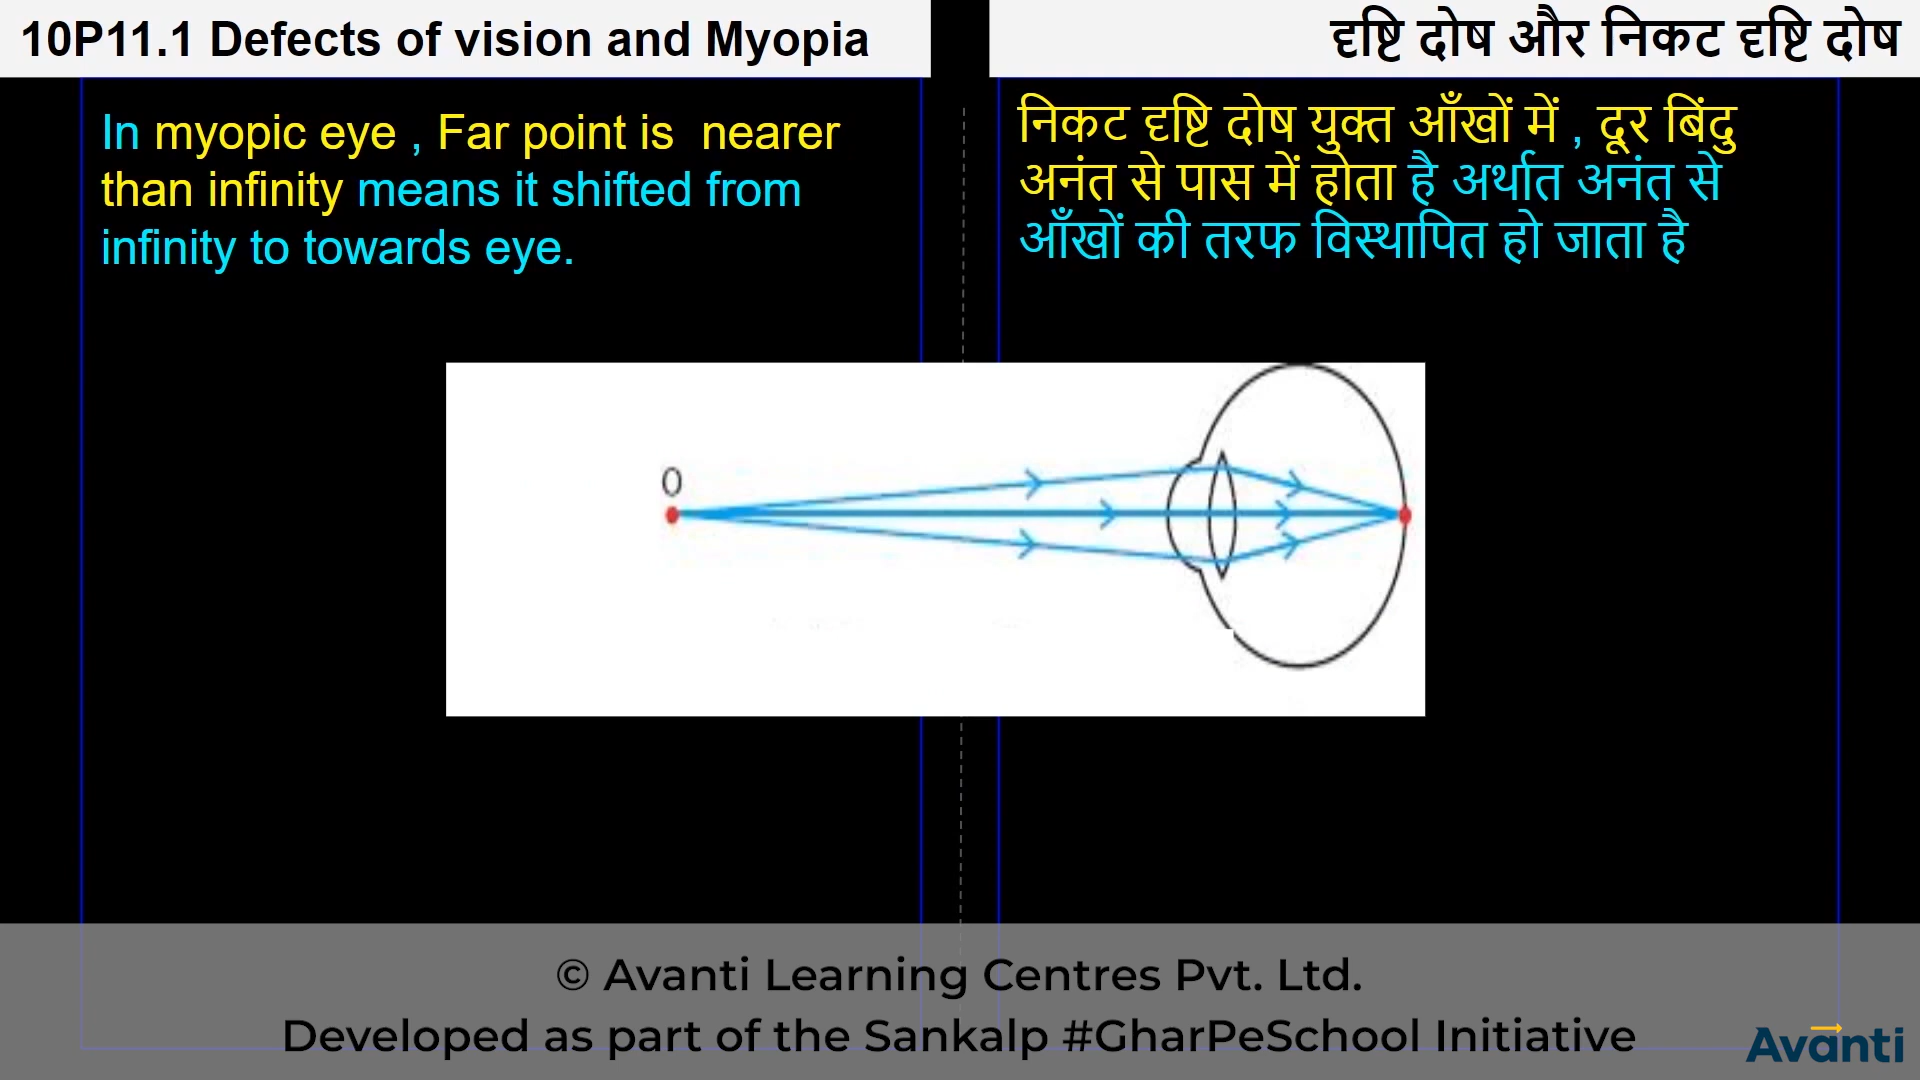 10P11.1 Defects of vision and Myopia
दृष्टि दोष और निकट दृष्टि दोष
In myopic eye , Far point is  nearer
than infinity means it shifted from
infinity to towards eye.
निकट दृष्टि दोष युक्त आँखों में , दूर बिंदु
अनंत से पास में होता है अर्थात अनंत से
आँखों की तरफ विस्थापित हो जाता है
O
© Avanti Learning Centres Pvt. Ltd.
Developed as part of the Sankalp #GharPeSchool Initiative
Avanti